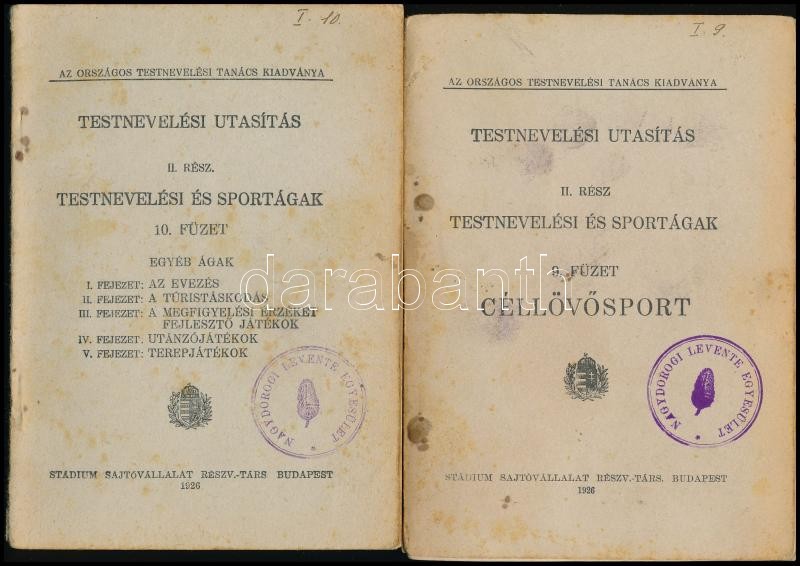 I. 10.
AZ ORSZÁGOS TESTNEVELÉSI TANÁCS KIADVÁNYA
TESTNEVELÉSI UTASÍTÁS
II. RÉSZ.
TESTNEVELÉSI ÉS SPORTÁGAK
10. FÜZET
EGYÉB ÁGAK
I. FEJEZET: AZ EVEZÉS
II. FEJEZET: A TÚRISTÁSKODÁS
III. FEJEZET: A MEGFIGYELÉSI ÉRZÉKET
FEJLESZTŐ JÁTÉKOK
IV. FEJEZET: UTÁNZÓJÁTÉKOK
V. FEJEZET: TEREPJÁTÉKOK
NAGYDOROGI LEVENTE EGYESÜLET
STÁDIUM SAJTÓVÁLLALAT RÉSZV.-TÁRS. BUDAPEST
1926
I. 9.
AZ ORSZÁGOS TESTNEVELÉSI TANÁCS KIADVÁNYA
TESTNEVELÉSI UTASÍTÁS
II. RÉSZ
TESTNEVELÉSI ÉS SPORTÁGAK
9. FÜZET
CÉLLÖVŐSPORT
NAGYDOROGI LEVENTE EGYESÜLET
STÁDIUM SAJTÓVÁLLALAT RÉSZV.-TÁRS. BUDAPEST
1926
darabanth.com